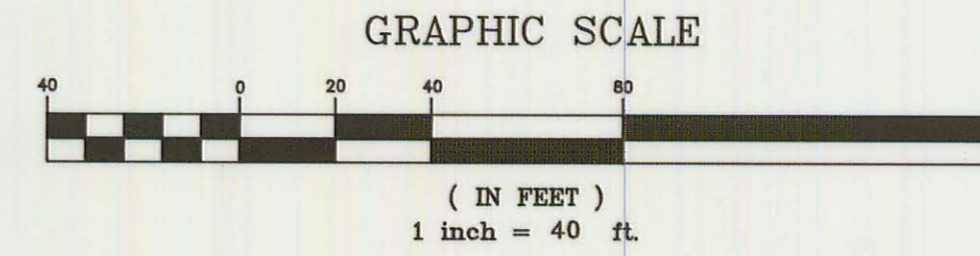 GRAPHIC SCALE
40 0 20 40 80
( IN FEET )
1 inch = 40 ft.